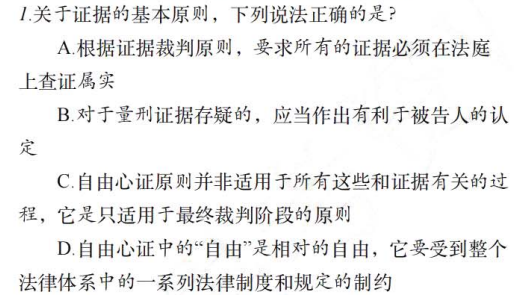 1.关于证据的基本原则，下列说法正确的是?
A.根据证据裁判原则，要求所有的证据必须在法庭
上查证属实
B.对于量刑证据存疑的，应当作出有利于被告人的认
定
C.自由心证原则并非适用于所有这些和证据有关的过
程，它是只适用于最终裁判阶段的原则
D.自由心证中的“自由”是相对的自由，它要受到整个
法律体系中的一系列法律制度和规定的制约